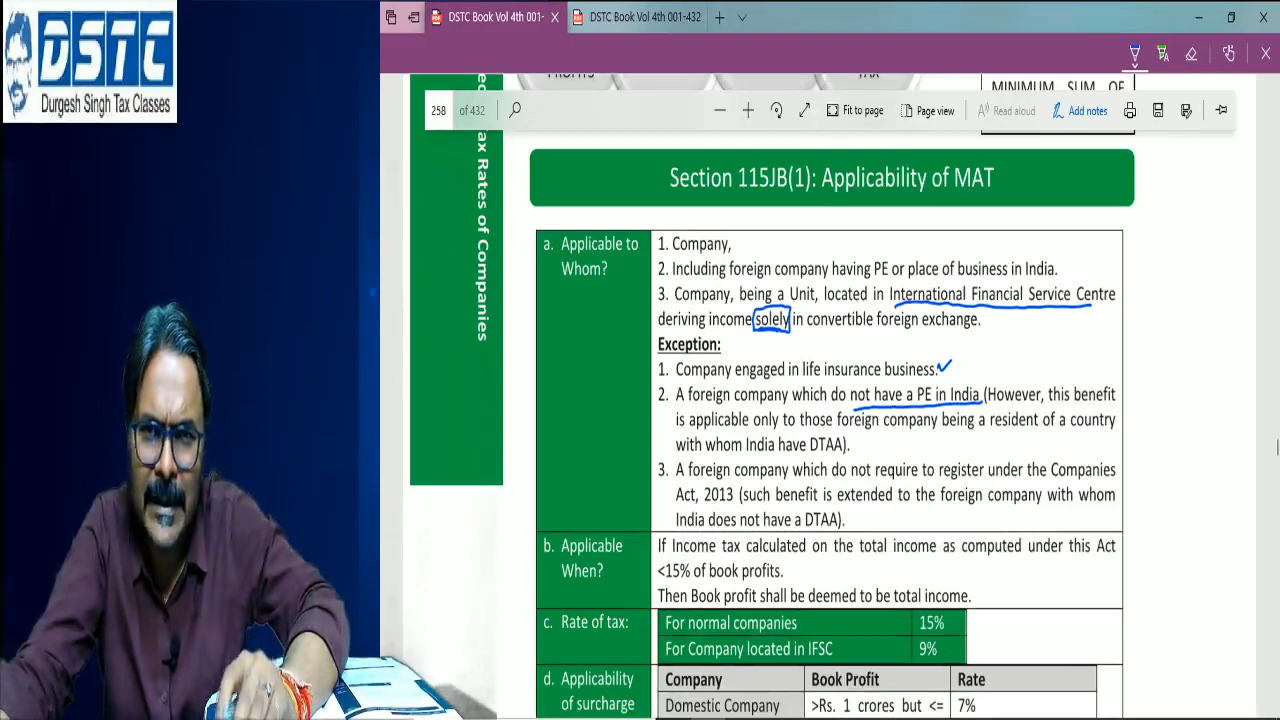 DSTC
Durgesh Singh Tax Classes
DSTC Book Vol 4th 001-
DSTC Book Vol 4th 001-432
258 of 432
Fit to page
Page view
Read aloud
Add notes
TAX
MINIMUM SUM OF
Tax Rates of Companies
Section 115JB(1): Applicability of MAT
a. Applicable to Whom?
1. Company,
2. Including foreign company having PE or place of business in India.
3. Company, being a Unit, located in International Financial Service Centre
deriving income solely in convertible foreign exchange.
Exception:
1. Company engaged in life insurance business.
2. A foreign company which do not have a PE in India (However, this benefit
is applicable only to those foreign company being a resident of a country
with whom India have DTAA).
3. A foreign company which do not require to register under the Companies
Act, 2013 (such benefit is extended to the foreign company with whom
India does not have a DTAA).
b. Applicable When?
If Income tax calculated on the total income as computed under this Act
<15% of book profits.
Then Book profit shall be deemed to be total income.
c. Rate of tax:
For normal companies 15%
For Company located in IFSC 9%
d. Applicability of surcharge
Company Book Profit Rate
Domestic Company >Rs. 1 crores but <= 7%